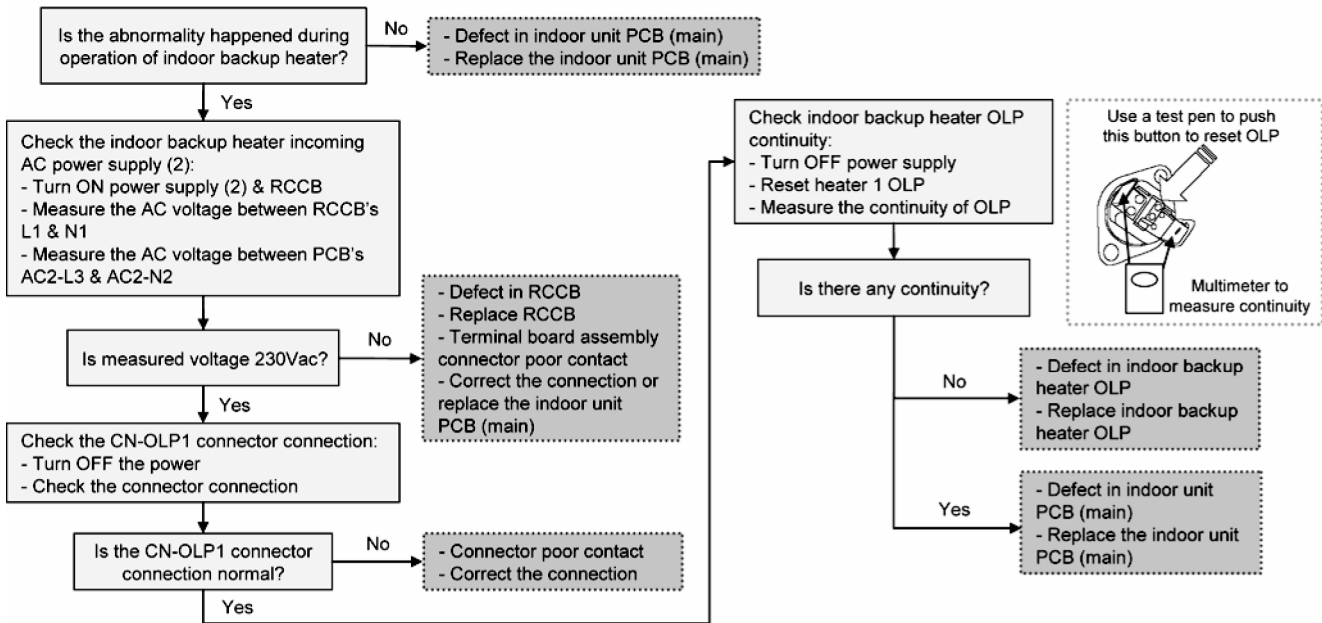 Is the abnormality happened during
operation of indoor backup heater?
No
- Defect in indoor unit PCB (main)
- Replace the indoor unit PCB (main)
Yes
Check the indoor backup heater incoming
AC power supply (2):
- Turn ON power supply (2) & RCCB
- Measure the AC voltage between RCCB's
L1 & N1
- Measure the AC voltage between PCB's
AC2-L3 & AC2-N2
Is measured voltage 230Vac?
No
- Defect in RCCB
- Replace RCCB
- Terminal board assembly
connector poor contact
- Correct the connection or
replace the indoor unit
PCB (main)
Yes
Check the CN-OLP1 connector connection:
- Turn OFF the power
- Check the connector connection
Is the CN-OLP1 connector
connection normal?
No
- Connector poor contact
- Correct the connection
Yes
Check indoor backup heater OLP
continuity:
- Turn OFF power supply
- Reset heater 1 OLP
- Measure the continuity of OLP
Use a test pen to push
this button to reset OLP
Multimeter to
measure continuity
Is there any continuity?
No
- Defect in indoor backup
heater OLP
- Replace indoor backup
heater OLP
Yes
- Defect in indoor unit
PCB (main)
- Replace the indoor unit
PCB (main)